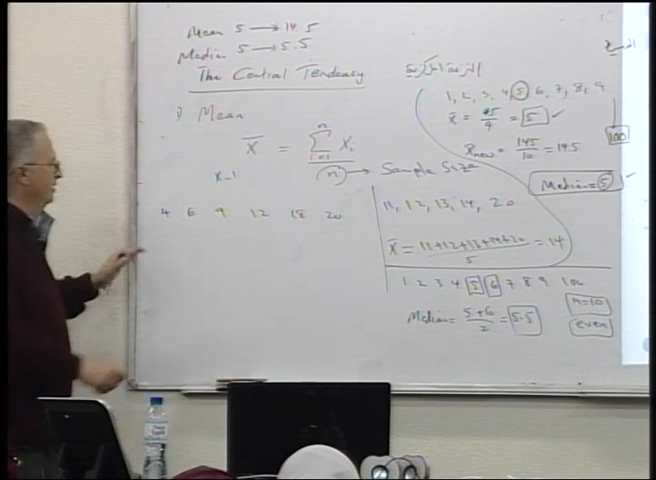 Mean 5 → 14.5
Median 5 → 5.5
The Central Tendency
1) Mean
X̄ = Σ Xi
n
i=1
n → Sample Size
4 6 9 12 18 20
النزعة المركزية
1, 2, 3, 4, 5, 6, 7, 8, 9
x̄ = 45/9 = 5 ✓
100
x̄new = 145/10 = 14.5
Median = 5
11, 12, 13, 14, 20
X̄ = 11+12+13+14+20 / 5 = 14
1 2 3 4 5 6 7 8 9 100
n=10
Median = 5+6/2 = 5.5
even